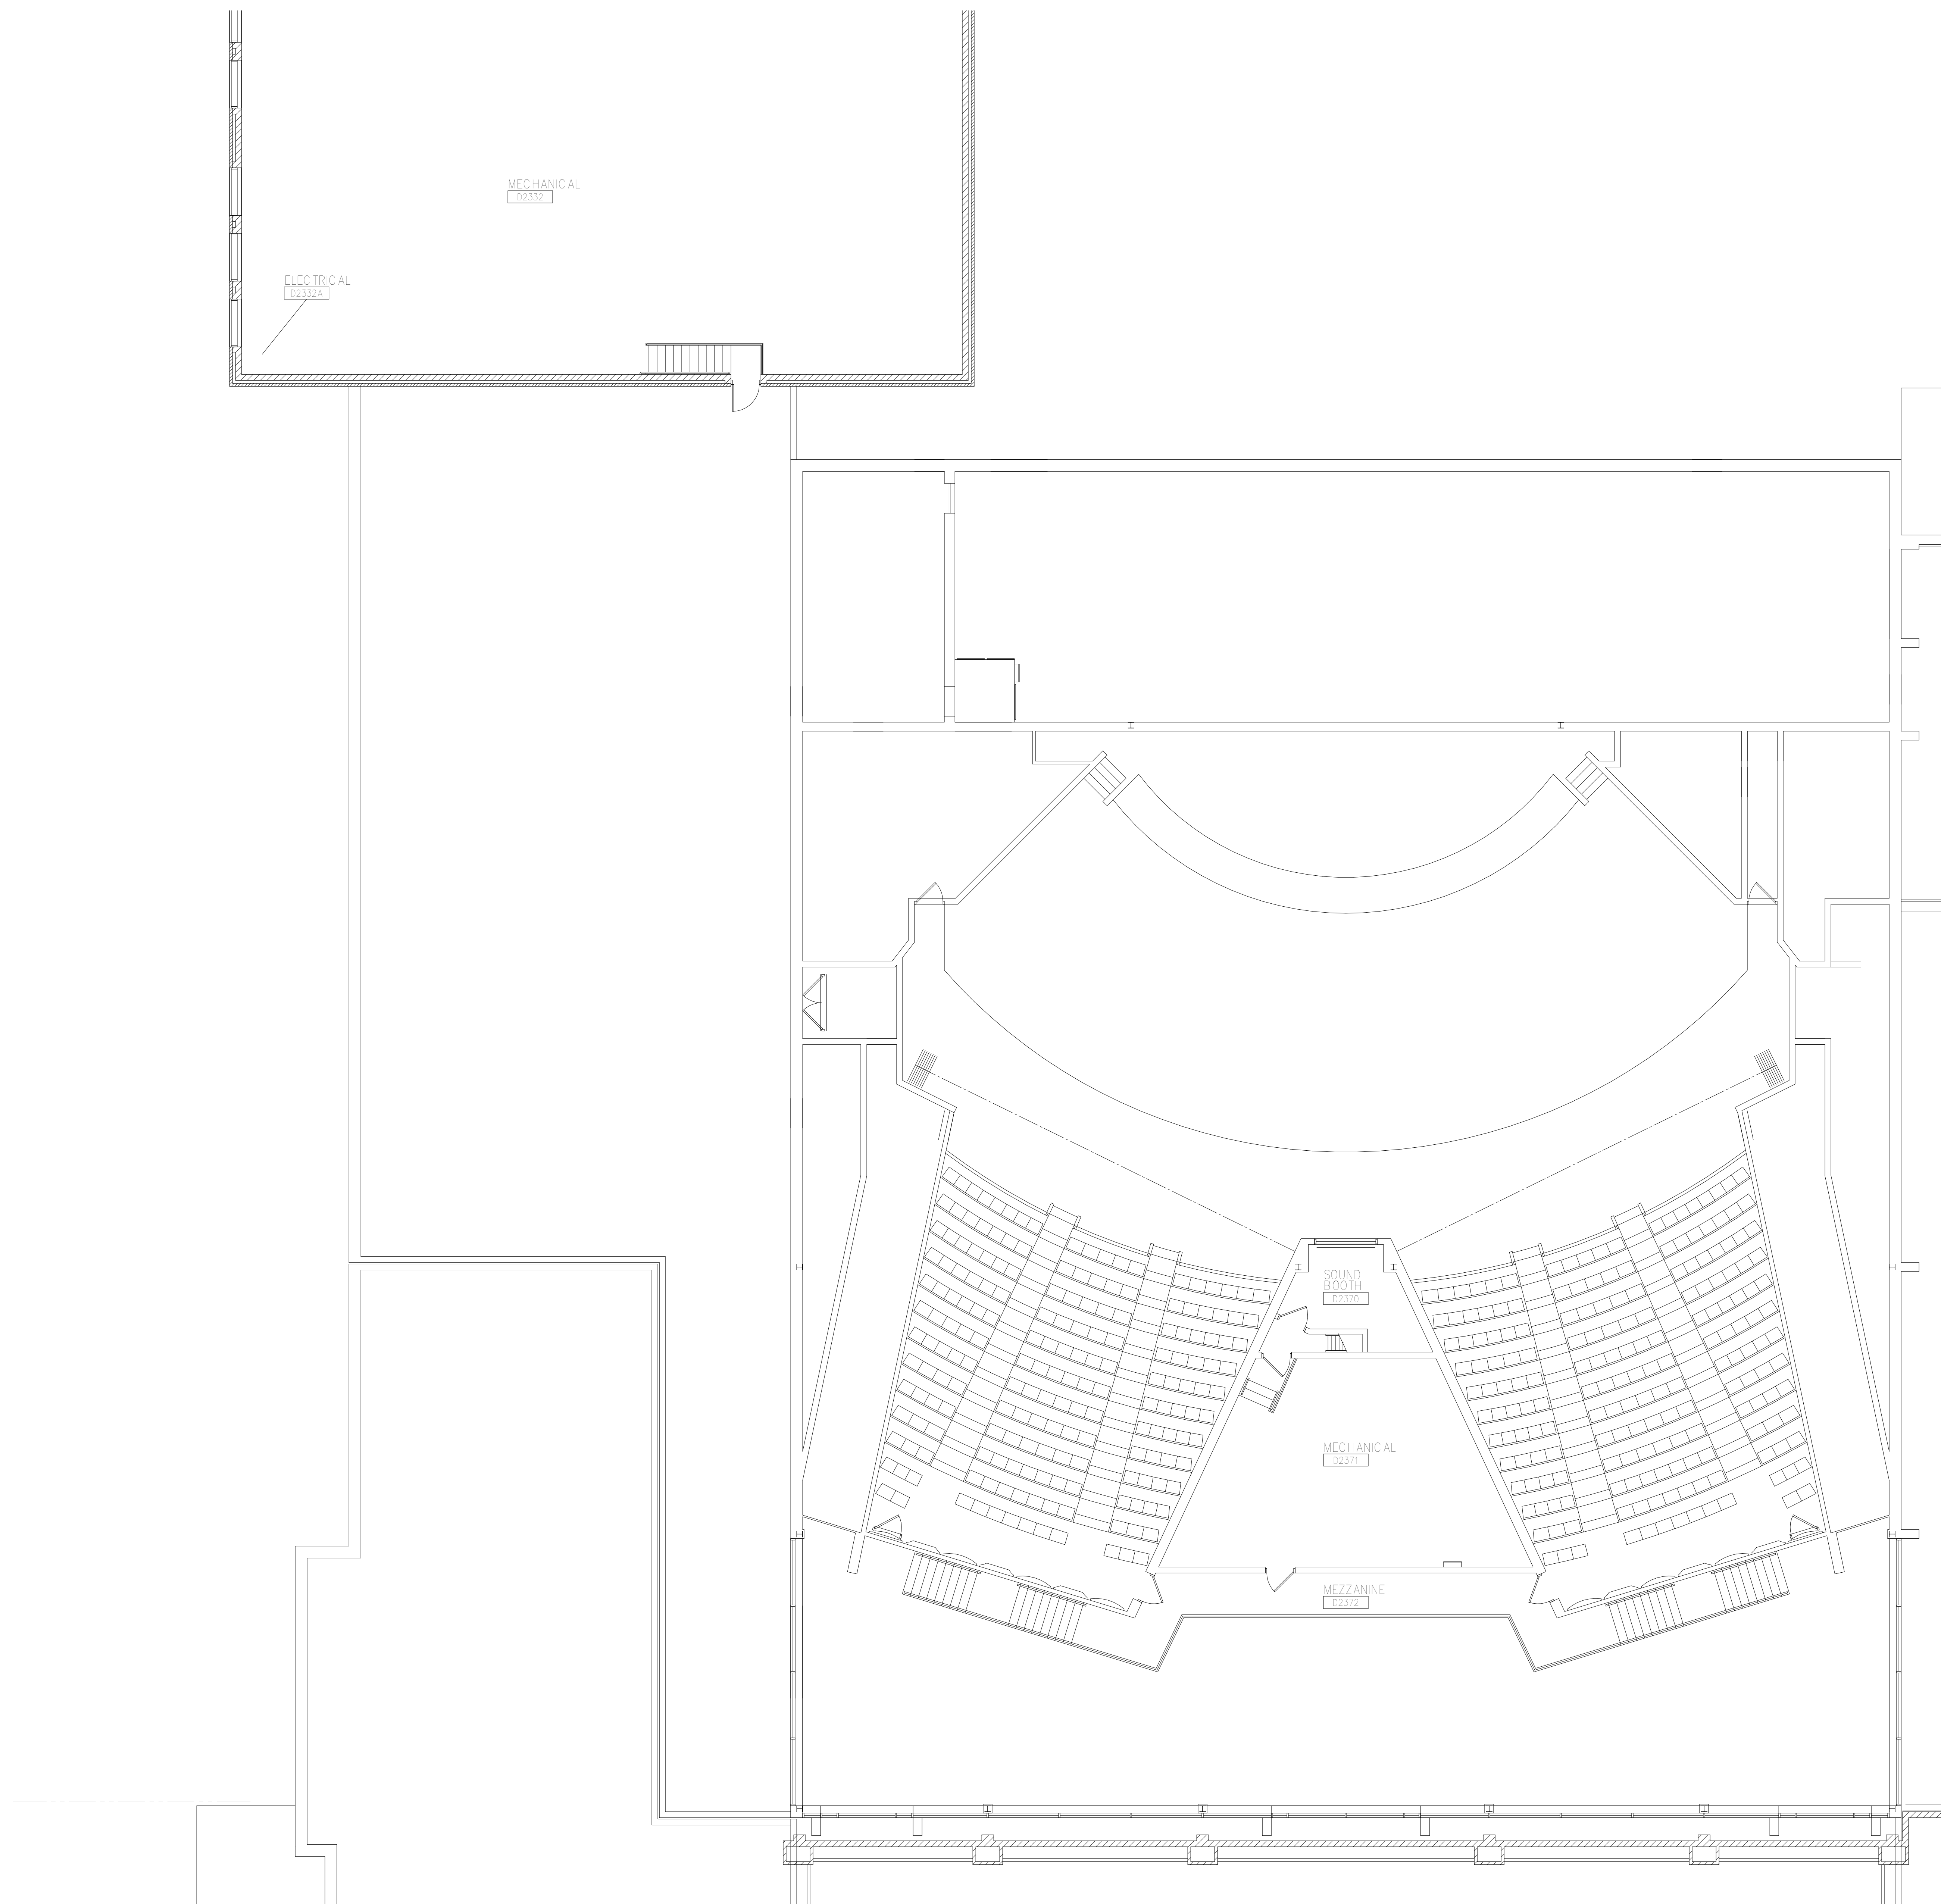 MECHANICAL
D2332
ELECTRICAL
D2332A
SOUND
BOOTH
D2370
MECHANICAL
D2371
MEZZANINE
D2372